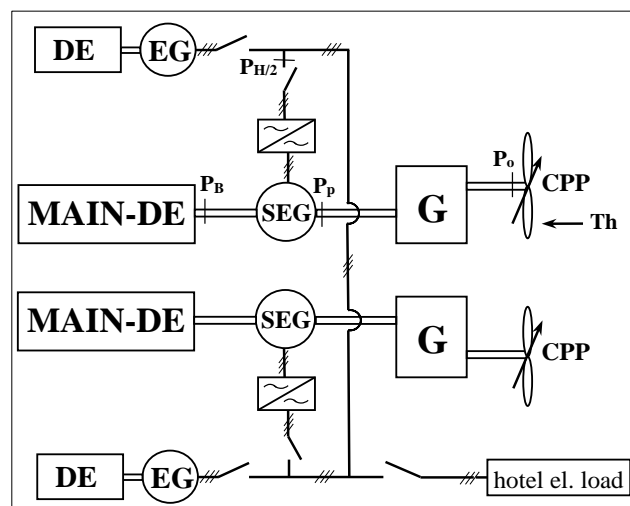 DE EG
P_H/2
P_B P_p P_o
MAIN-DE SEG G CPP
Th
MAIN-DE SEG G CPP
DE EG hotel el. load